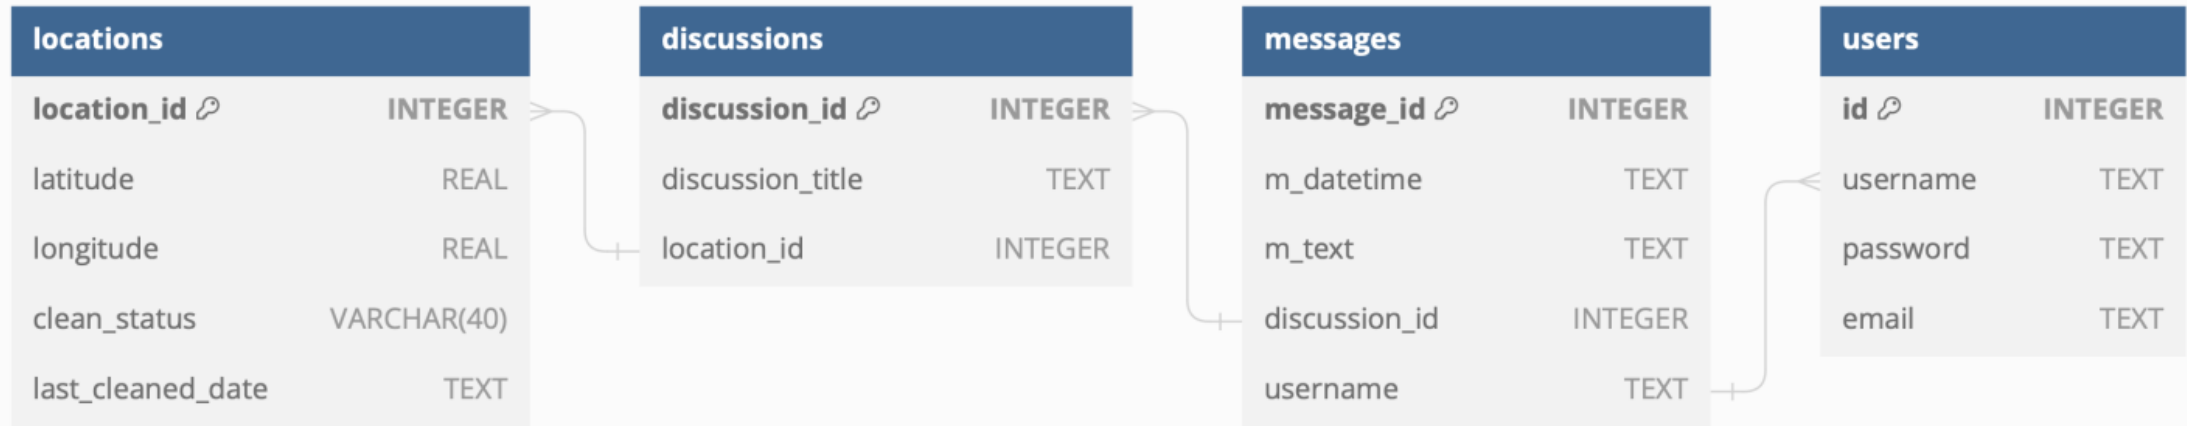 locations
location_id INTEGER
latitude REAL
longitude REAL
clean_status VARCHAR(40)
last_cleaned_date TEXT
discussions
discussion_id INTEGER
discussion_title TEXT
location_id INTEGER
messages
message_id INTEGER
m_datetime TEXT
m_text TEXT
discussion_id INTEGER
username TEXT
users
id INTEGER
username TEXT
password TEXT
email TEXT